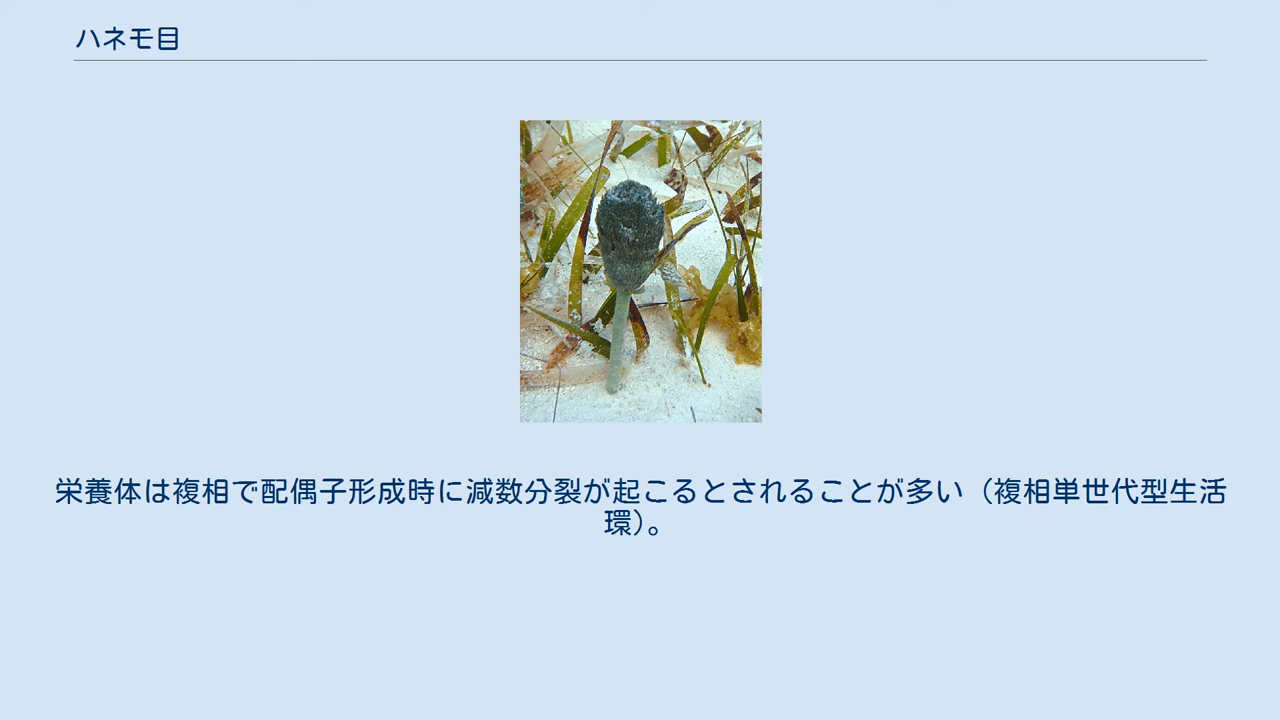 ハネモ目
栄養体は複相で配偶子形成時に減数分裂が起こるとされることが多い（複相単世代型生活
環）。